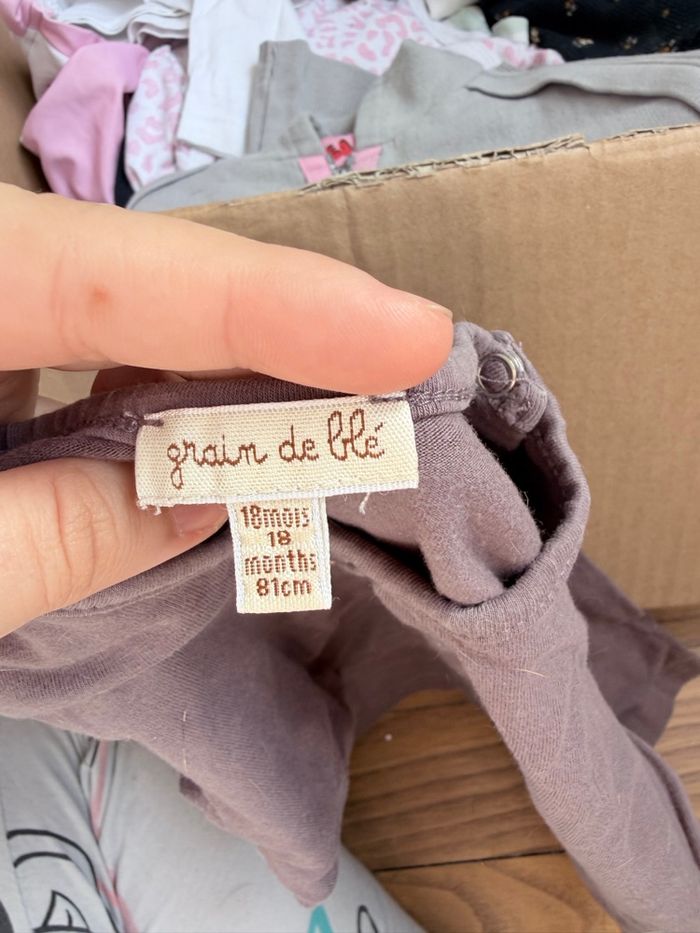 grain de blé
18mois
18
months
81cm